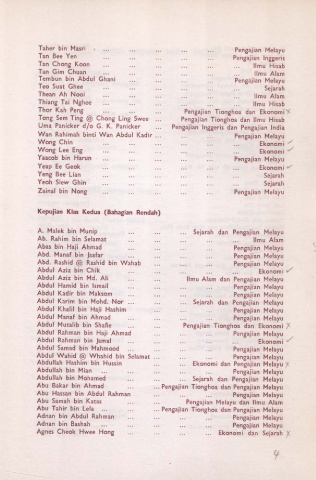 Taher bin Masri ... ... ... ... Pengajian Melayu
Tan Bee Yen ... ... ... ... Pengajian Inggeris
Tan Chong Koon ... ... ... ... Ilmu Hisab
Tan Gim Chuan ... ... ... ... Ilmu Alam
Tembun bin Abdul Ghani ... ... ... Pengajian Melayu
Teo Suat Ghee ... ... ... ... Sejarah
Thean Ah Nooi ... ... ... ... Ilmu Alam
Thiang Tai Nghee ... ... ... ... Ilmu Hisab
Thor Kah Peng ... ... ... Pengajian Tionghoa dan Ekonomi
Tong Sem Ting @ Chong Ling Swee ... Pengajian Tionghoa dan Ilmu Hisab
Uma Panicker d/o G. K. Panicker ... Pengajian Inggeris dan Pengajian India
Wan Rahimah binti Wan Abdul Kadir ... ... Pengajian Melayu
Wong Chin ... ... ... ... Ekonomi
Wong Lee Eng ... ... ... ... Ekonomi
Yaacob bin Harun ... ... ... ... Pengajian Melayu
Yeap Ee Geok ... ... ... ... Ekonomi
Yeng Bee Lian ... ... ... ... Sejarah
Yeoh Siew Ghin ... ... ... ... Sejarah
Zainal bin Nong ... ... ... ... Pengajian Melayu
Kepujian Klas Kedua (Bahagian Rendah)
A. Malek bin Munip ... ... ... Sejarah dan Pengajian Melayu
Ab. Rahim bin Selamat ... ... ... Ilmu Alam
Abas bin Haji Ahmad ... ... ... Pengajian Melayu
Abd. Manaf bin Jaafar ... ... ... Pengajian Melayu
Abd. Rashid @ Rashid bin Wahab ... ... Pengajian Melayu
Abdul Aziz bin Chik ... ... ... Ekonomi
Abdul Aziz bin Md. Ali ... ... Ilmu Alam dan Pengajian Melayu
Abdul Hamid bin Ismail ... ... ... Pengajian Melayu
Abdul Kadir bin Maksom ... ... ... Pengajian Melayu
Abdul Karim bin Mohd. Nor ... ... Sejarah dan Pengajian Melayu
Abdul Khalil bin Haji Hashim ... ... ... Pengajian Melayu
Abdul Manaf bin Ahmad ... ... ... Pengajian Melayu
Abdul Mutalib bin Shafie ... ... Pengajian Tionghoa dan Ekonomi
Abdul Rahman bin Haji Ahmad ... ... Pengajian Melayu
Abdul Rahman bin Jamal ... ... ... Ekonomi
Abdul Samad bin Mahmood ... ... ... Pengajian Melayu
Abdul Wahid @ Whahid bin Selamat ... ... Pengajian Melayu
Abdullah Hashim bin Hussin ... ... Ekonomi dan Pengajian Melayu
Abdullah bin Mian ... ... ... Pengajian Melayu
Abdullah bin Mohamed ... ... Sejarah dan Pengajian Melayu
Abu Bakar bin Ahmad ... ... Pengajian Tionghoa dan Pengajian Melayu
Abu Hassan bin Abdul Rahman ... ... Pengajian Melayu
Abu Samah bin Katas ... ... Pengajian Melayu dan Ilmu Alam
Abu Tahir bin Lela ... ... Pengajian Tionghoa dan Pengajian Melayu
Adnan bin Abdul Rahman ... ... ... Pengajian Melayu
Adnan bin Bashah ... ... ... Pengajian Melayu
Agnes Cheok Hwee Hong ... ... ... Ekonomi dan Sejarah
4